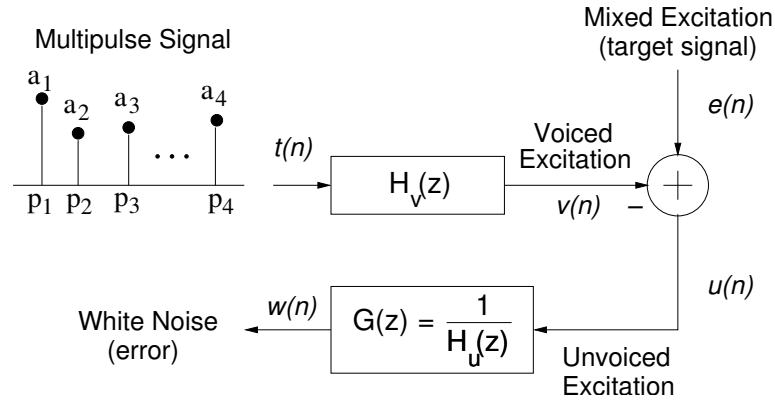 Mixed Excitation
(target signal)
Multipulse Signal
a1
a2
a3
a4
...
p1
p2
p3
p4
t(n)
Hv(z)
Voiced
Excitation
v(n)
e(n)
+
−
u(n)
White Noise
(error)
w(n)
G(z) = 1
Hu(z)
Unvoiced
Excitation